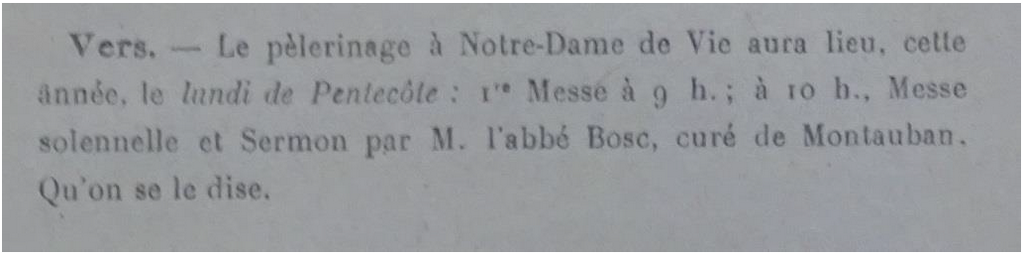 Vers. — Le pèlerinage à Notre-Dame de Vie aura lieu, cette
année, le lundi de Pentecôte : 1re Messe à 9 h. ; à 10 h., Messe
solennelle et Sermon par M. l'abbé Bosc, curé de Montauban.
Qu'on se le dise.